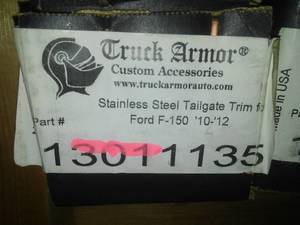 Truck Armor®
Custom Accessories
www.truckarmorauto.com
Stainless Steel Tailgate Trim
Ford F-150 '10-'12
Part #
13011135
Made in USA